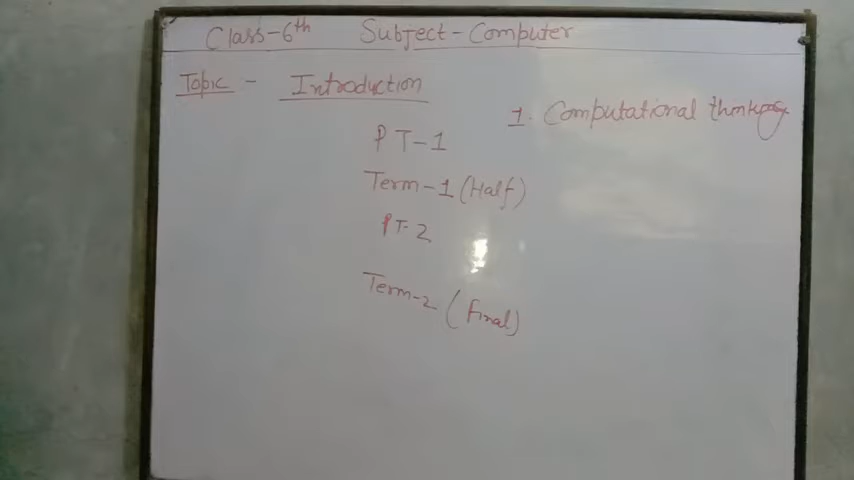 Class-6th Subject-Computer
Topic - Introduction
1. Computational thinking
PT-1
Term-1 (Half)
PT-2
Term-2 (Final)